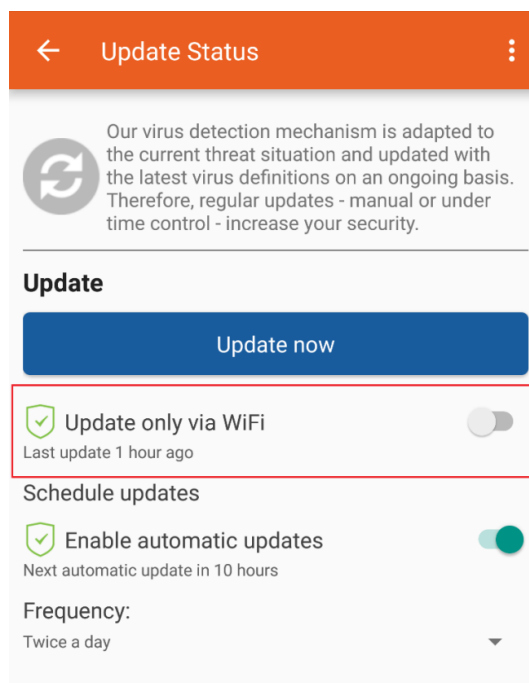 Update Status
Our virus detection mechanism is adapted to
the current threat situation and updated with
the latest virus definitions on an ongoing basis.
Therefore, regular updates - manual or under
time control - increase your security.
Update
Update now
Update only via WiFi
Last update 1 hour ago
Schedule updates
Enable automatic updates
Next automatic update in 10 hours
Frequency:
Twice a day